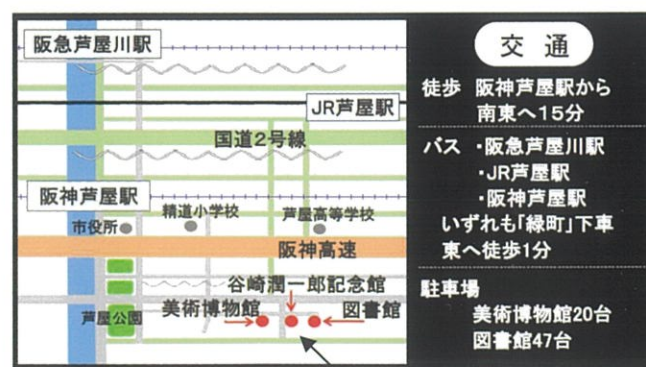 阪急芦屋川駅
JR芦屋駅
国道2号線
阪神芦屋駅
市役所
精道小学校
芦屋高等学校
阪神高速
谷崎潤一郎記念館
美術博物館
図書館
芦屋公園
交通
徒歩 阪神芦屋駅から
南東へ15分
バス ・阪急芦屋川駅
・JR芦屋駅
・阪神芦屋駅
いずれも「緑町」下車
東へ徒歩1分
駐車場
美術博物館20台
図書館47台